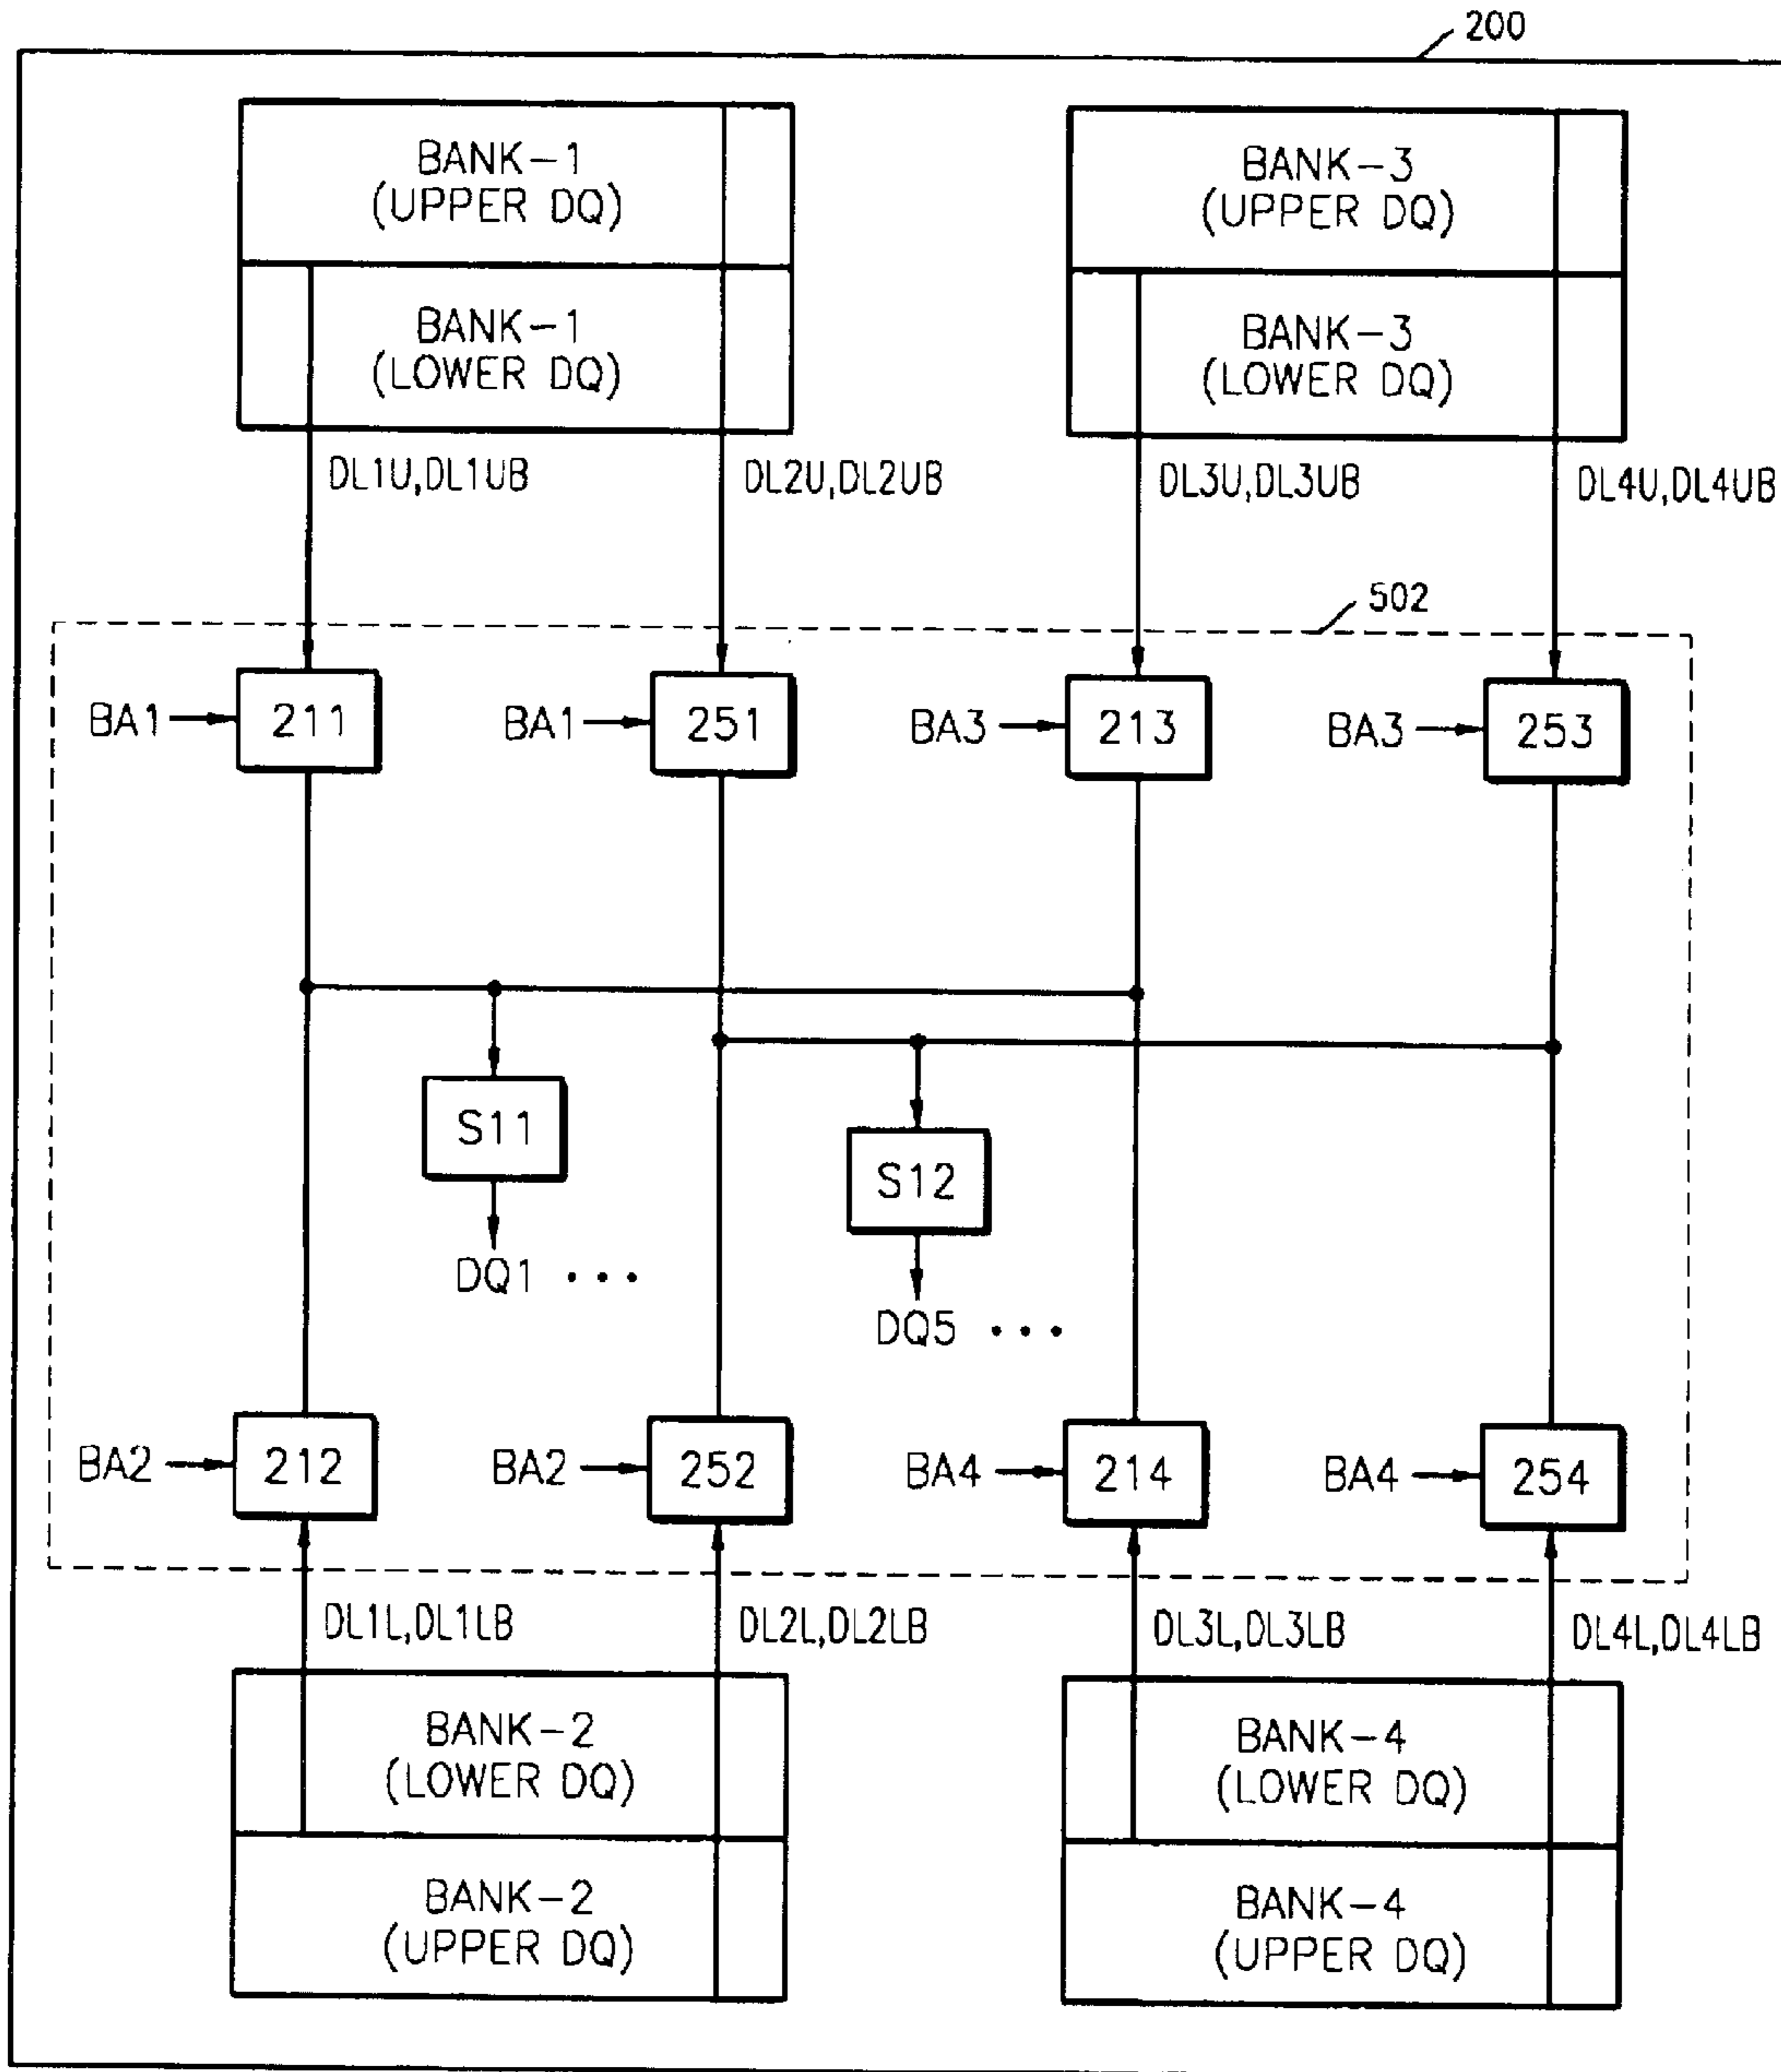 200
BANK-1
(UPPER DQ)
BANK-3
(UPPER DQ)
BANK-1
(LOWER DQ)
BANK-3
(LOWER DQ)
DL1U,DL1UB
DL2U,DL2UB
DL3U,DL3UB
DL4U,DL4UB
502
BA1
211
BA1
251
BA3
213
BA3
253
S11
S12
DQ1 •••
DQ5 •••
BA2
212
BA2
252
BA4
214
BA4
254
DL1L,DL1LB
DL2L,DL2LB
DL3L,DL3LB
DL4L,DL4LB
BANK-2
(LOWER DQ)
BANK-4
(LOWER DQ)
BANK-2
(UPPER DQ)
BANK-4
(UPPER DQ)